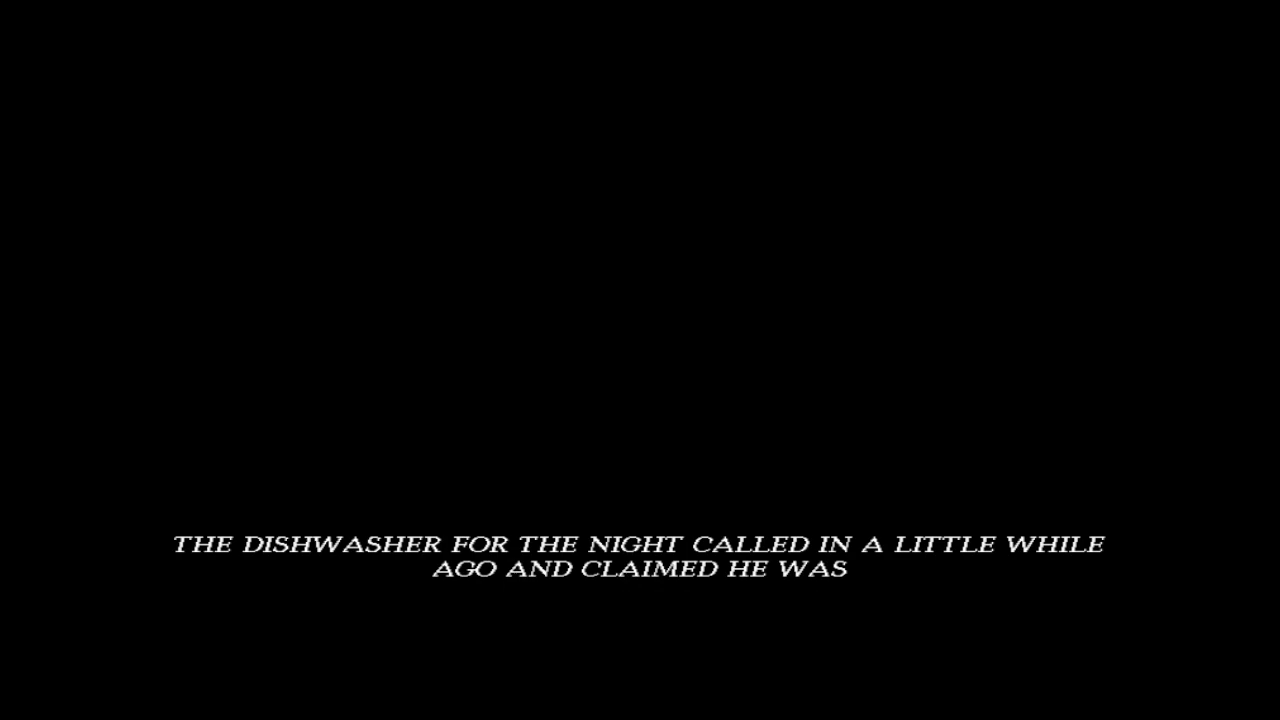 THE DISHWASHER FOR THE NIGHT CALLED IN A LITTLE WHILE
AGO AND CLAIMED HE WAS